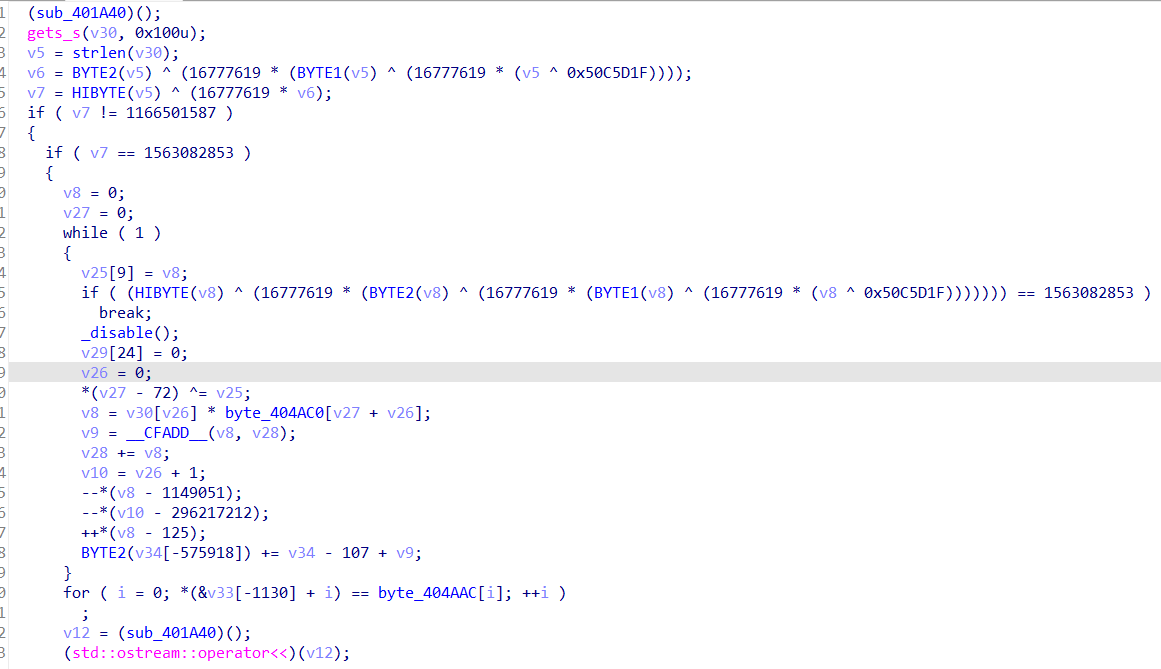 1 (sub_401A40)();
2 gets_s(v30, 0x100u);
3 v5 = strlen(v30);
4 v6 = BYTE2(v5) ^ (16777619 * (BYTE1(v5) ^ (16777619 * (v5 ^ 0x50C5D1F))));
5 v7 = HIBYTE(v5) ^ (16777619 * v6);
6 if ( v7 != 1166501587 )
7 {
8 if ( v7 == 1563082853 )
9 {
0 v8 = 0;
1 v27 = 0;
2 while ( 1 )
3 {
4 v25[9] = v8;
5 if ( (HIBYTE(v8) ^ (16777619 * (BYTE2(v8) ^ (16777619 * (BYTE1(v8) ^ (16777619 * (v8 ^ 0x50C5D1F))))))) == 1563082853 )
6 break;
7 _disable();
8 v29[24] = 0;
9 v26 = 0;
0 *(v27 - 72) ^= v25;
1 v8 = v30[v26] * byte_404AC0[v27 + v26];
2 v9 = __CFADD__(v8, v28);
3 v28 += v8;
4 v10 = v26 + 1;
5 --*(v8 - 1149051);
6 --*(v10 - 296217212);
7 ++*(v8 - 125);
8 BYTE2(v34[-575918]) += v34 - 107 + v9;
9 }
0 for ( i = 0; *(&v33[-1130] + i) == byte_404AAC[i]; ++i )
1 ;
2 v12 = (sub_401A40)();
3 (std::ostream::operator<<)(v12);